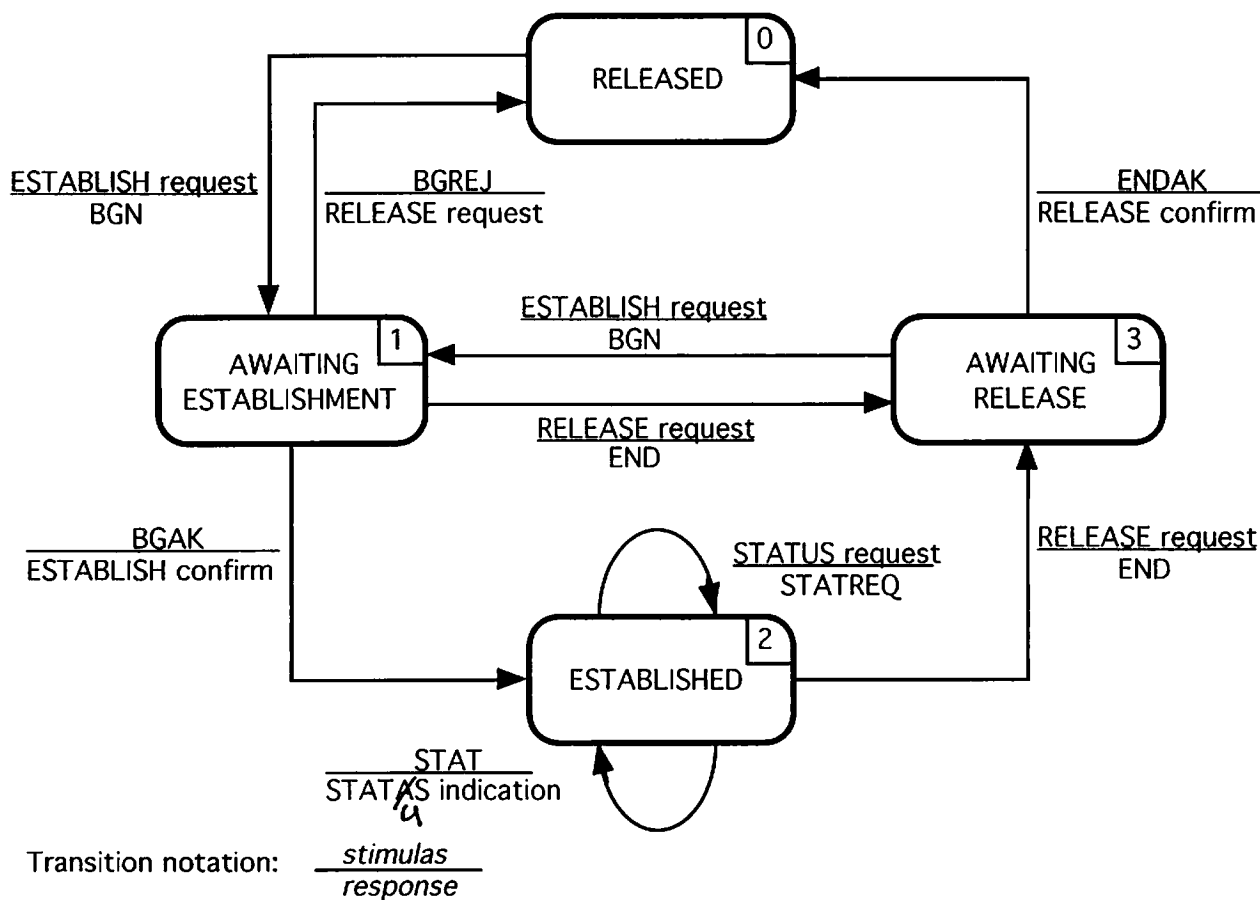 0
RELEASED
ESTABLISH request
BGN
BGREJ
RELEASE request
ENDAK
RELEASE confirm
ESTABLISH request
BGN
1
AWAITING
ESTABLISHMENT
3
AWAITING
RELEASE
RELEASE request
END
BGAK
ESTABLISH confirm
STATUS request
STATREQ
RELEASE request
END
2
ESTABLISHED
STAT
STATAS indication
u
Transition notation: stimulas
response